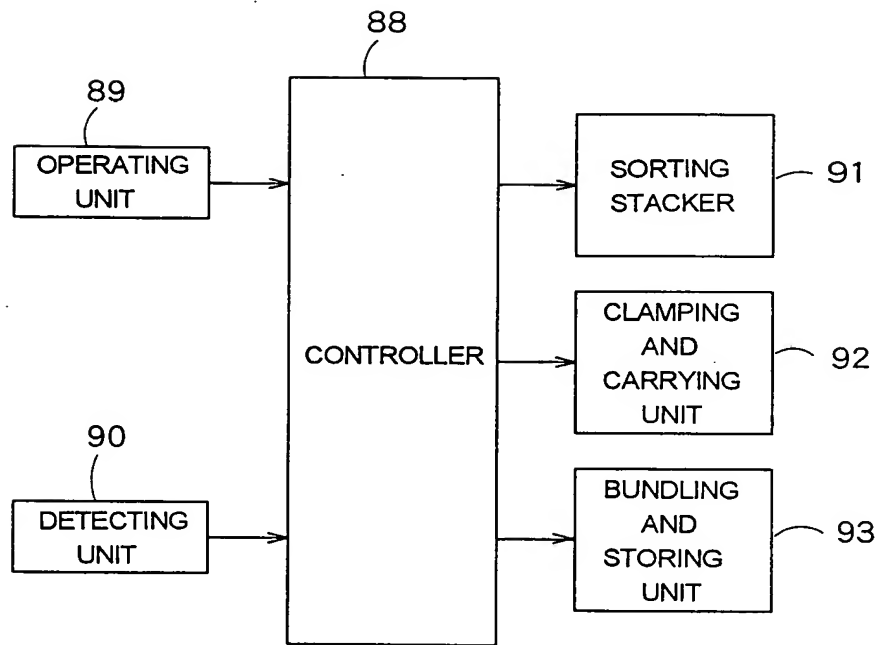 88
89
OPERATING
UNIT
SORTING
STACKER
91
CLAMPING
AND
CARRYING
UNIT
92
CONTROLLER
90
DETECTING
UNIT
BUNDLING
AND
STORING
UNIT
93